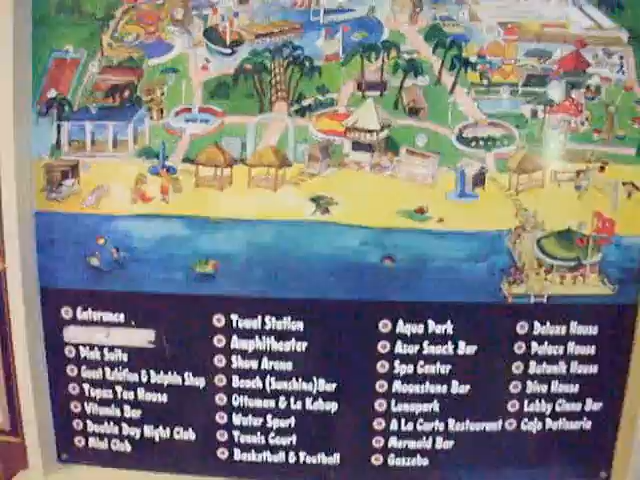 Enterance
Pink Suite
Guest Relation & Dolphin Shop
Topaz Tea House
Vitamin Bar
Double Day Night Club
Mini Club
Towel Station
Amphitheater
Show Arena
Beach (Sunshine)Bar
Ottoman & La Kebap
Water Sport
Tennis Court
Basketball & Football
Aqua Park
Azur Snack Bar
Spa Center
Moonstone Bar
Lunapark
A La Carte Restaurant
Mermaid Bar
Gazebo
Deluxe House
Palace House
Botanik House
Dive House
Lobby Bar
Cafe Patisserie